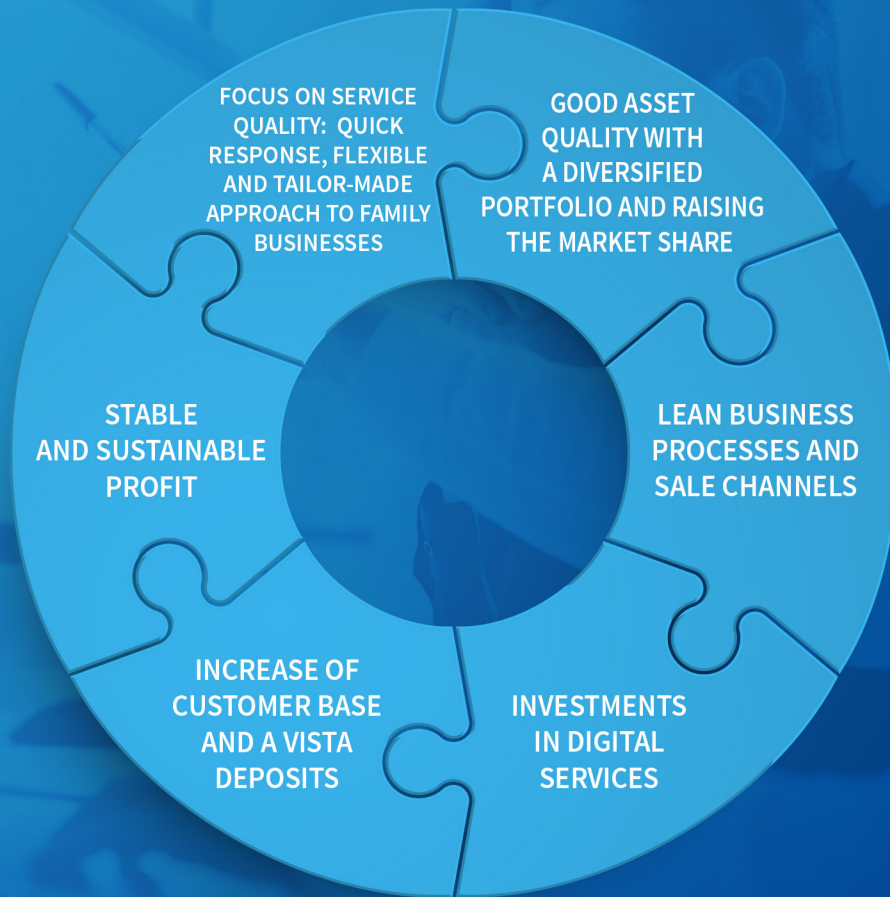 FOCUS ON SERVICE
QUALITY: QUICK
RESPONSE, FLEXIBLE
AND TAILOR-MADE
APPROACH TO FAMILY
BUSINESSES
GOOD ASSET
QUALITY WITH
A DIVERSIFIED
PORTFOLIO AND RAISING
THE MARKET SHARE
LEAN BUSINESS
PROCESSES AND
SALE CHANNELS
INVESTMENTS
IN DIGITAL
SERVICES
INCREASE OF
CUSTOMER BASE
AND A VISTA
DEPOSITS
STABLE
AND SUSTAINABLE
PROFIT